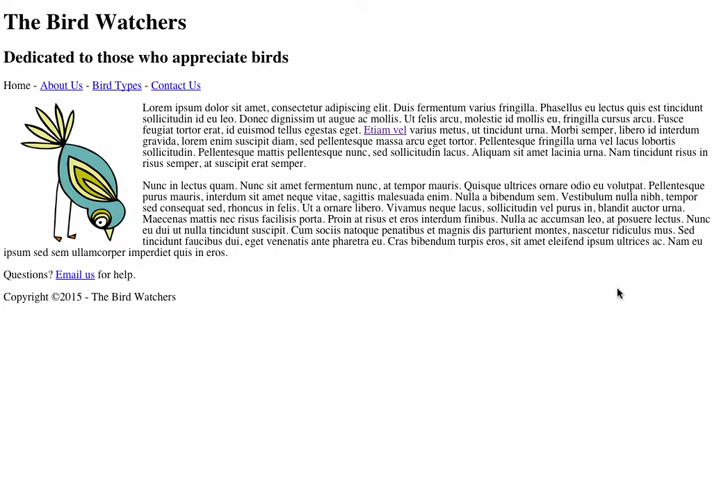 The Bird Watchers
Dedicated to those who appreciate birds
Home - About Us - Bird Types - Contact Us
Lorem ipsum dolor sit amet, consectetur adipiscing elit. Duis fermentum varius fringilla. Phasellus eu lectus quis est tincidunt
sollicitudin id eu leo. Donec dignissim ut augue ac mollis. Ut felis arcu, molestie id mollis eu, fringilla cursus arcu. Fusce
feugiat tortor erat, id euismod tellus egestas eget. Etiam vel varius metus, ut tincidunt urna. Morbi semper, libero id interdum
gravida, lorem enim suscipit diam, sed pellentesque massa arcu eget tortor. Pellentesque fringilla urna vel lacus lobortis
sollicitudin. Pellentesque mattis pellentesque nunc, sed sollicitudin lacus. Aliquam sit amet lacinia urna. Nam tincidunt risus in
risus semper, at suscipit erat semper.
Nunc in lectus quam. Nunc sit amet fermentum nunc, at tempor mauris. Quisque ultrices ornare odio eu volutpat. Pellentesque
purus mauris, interdum sit amet neque vitae, sagittis malesuada enim. Nulla a bibendum sem. Vestibulum nulla nibh, tempor
sed consequat sed, rhoncus in felis. Ut a ornare libero. Vivamus neque lacus, sollicitudin vel purus in, blandit auctor urna.
Maecenas mattis nec risus facilisis porta. Proin at risus et eros interdum finibus. Nulla ac accumsan leo, at posuere lectus. Nunc
eu dui ut nulla tincidunt suscipit. Cum sociis natoque penatibus et magnis dis parturient montes, nascetur ridiculus mus. Sed
tincidunt faucibus dui, eget venenatis ante pharetra eu. Cras bibendum turpis eros, sit amet eleifend ipsum ultrices ac. Nam eu
ipsum sed sem ullamcorper imperdiet quis in eros.
Questions? Email us for help.
Copyright ©2015 - The Bird Watchers